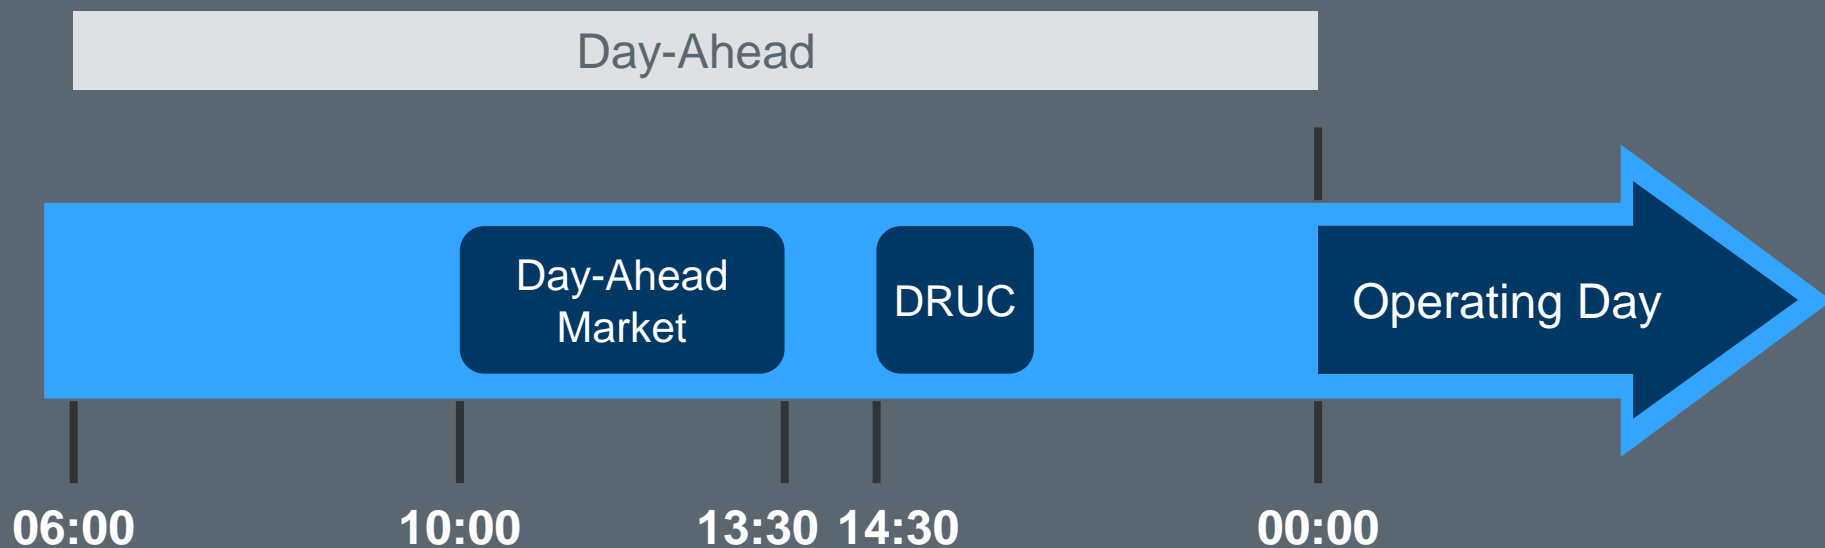 Day-Ahead
Day-Ahead
Market
DRUC
Operating Day
06:00
10:00
13:30
14:30
00:00